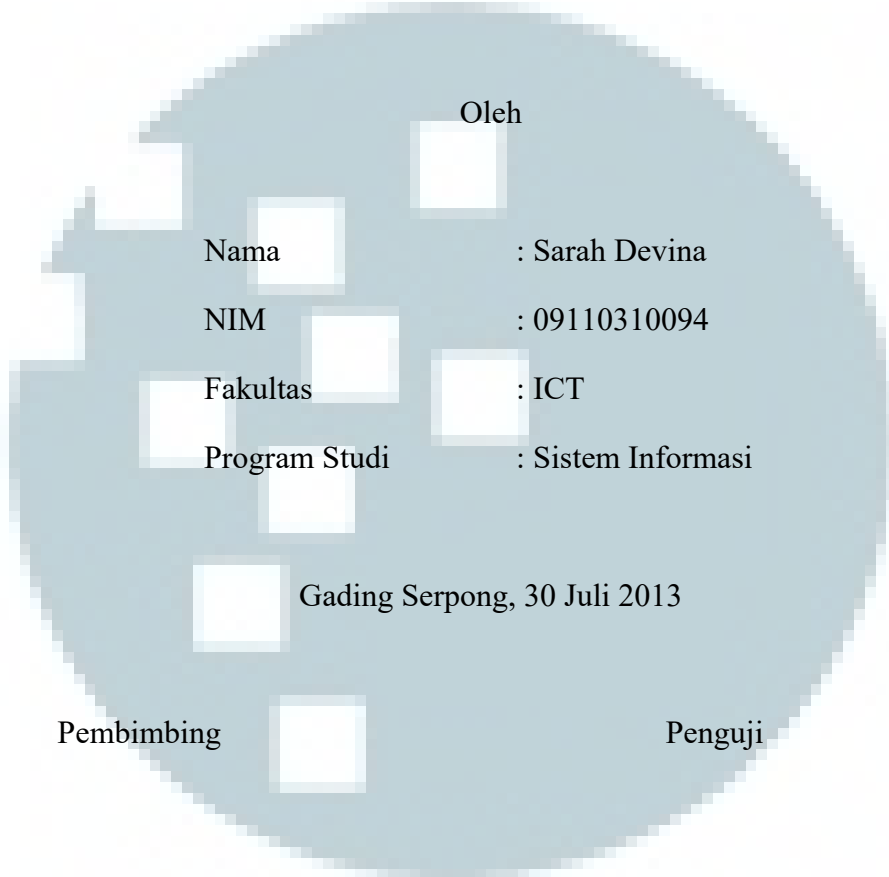 Oleh
Nama : Sarah Devina
NIM : 09110310094
Fakultas : ICT
Program Studi : Sistem Informasi
Gading Serpong, 30 Juli 2013
Pembimbing Penguji